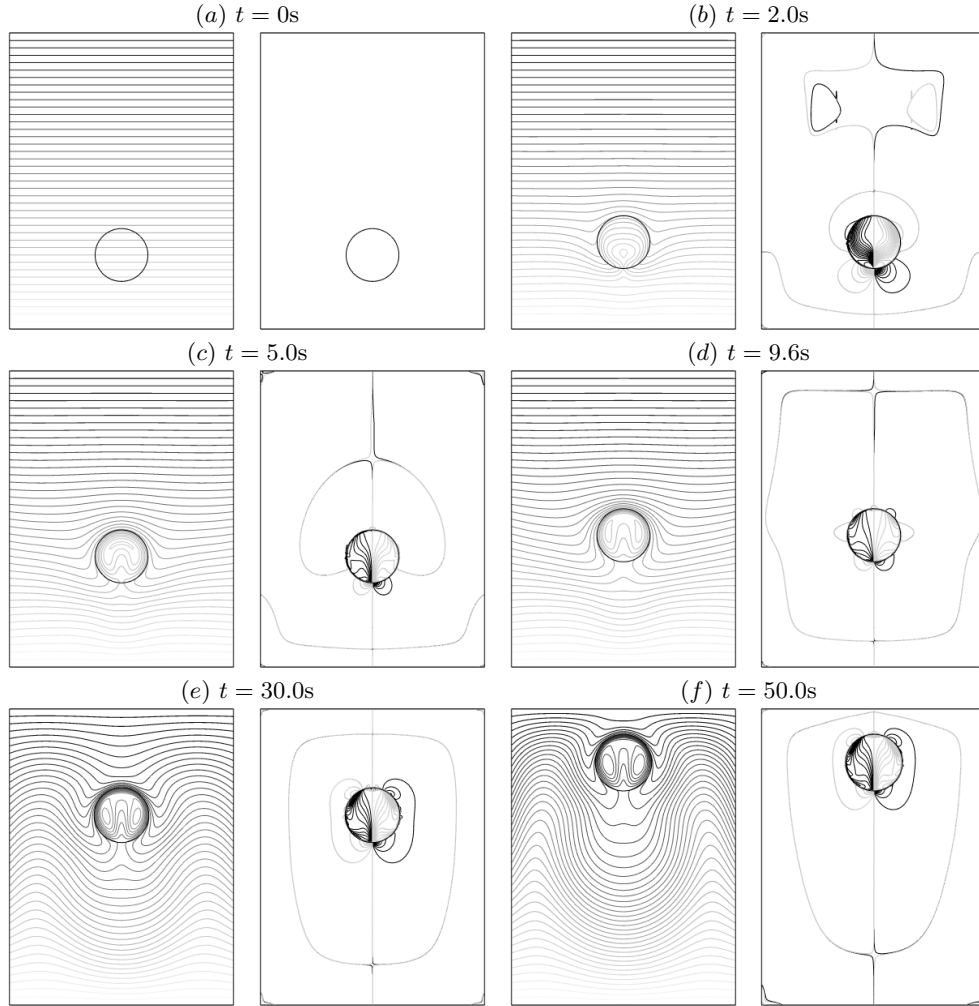 (a) t = 0s
(b) t = 2.0s
(c) t = 5.0s
(d) t = 9.6s
(e) t = 30.0s
(f) t = 50.0s